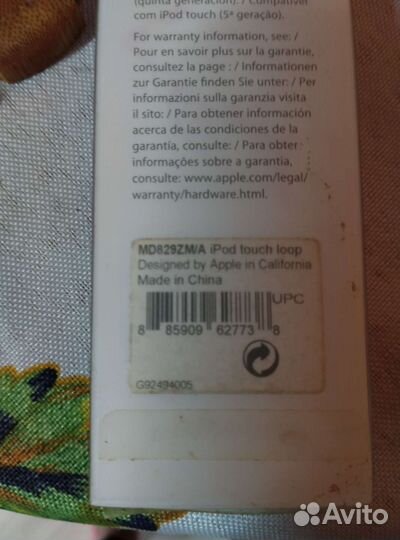 (quinta generación). / Compatível
com iPod touch (5ª geração).
For warranty information, see: /
Pour en savoir plus sur la garantie,
consultez la page : / Informationen
zur Garantie finden Sie unter: / Per
informazioni sulla garanzia visita
il sito: / Para obtener información
acerca de las condiciones de la
garantía, consulte: / Para obter
informações sobre a garantia,
consulte: www.apple.com/legal/
warranty/hardware.html.
MD829ZM/A iPod touch loop
Designed by Apple in California
Made in China
UPC
8 85909 62773 8
G92494005
Avito